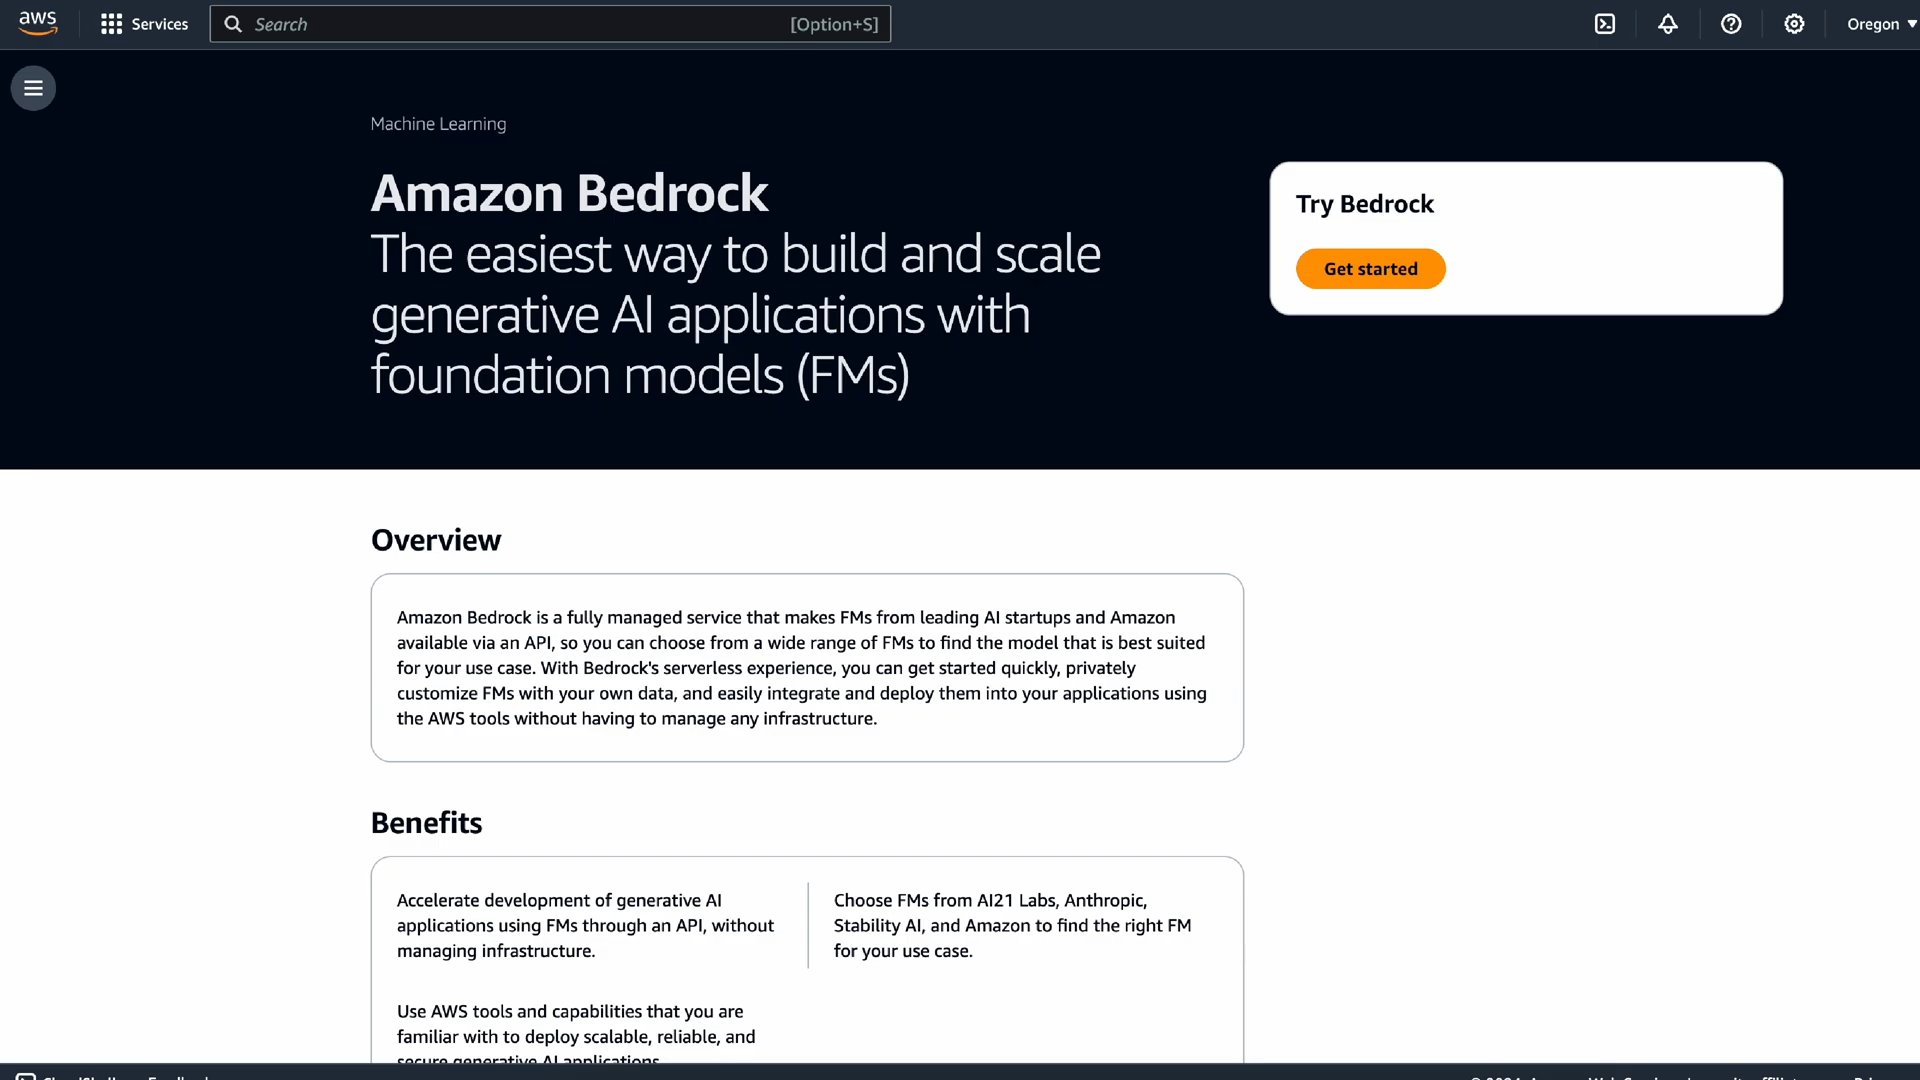 aws
Services
Search
[Option+S]
Oregon
Machine Learning
Amazon Bedrock
The easiest way to build and scale
generative AI applications with
foundation models (FMs)
Try Bedrock
Get started
Overview
Amazon Bedrock is a fully managed service that makes FMs from leading AI startups and Amazon
available via an API, so you can choose from a wide range of FMs to find the model that is best suited
for your use case. With Bedrock's serverless experience, you can get started quickly, privately
customize FMs with your own data, and easily integrate and deploy them into your applications using
the AWS tools without having to manage any infrastructure.
Benefits
Accelerate development of generative AI
applications using FMs through an API, without
managing infrastructure.
Choose FMs from AI21 Labs, Anthropic,
Stability AI, and Amazon to find the right FM
for your use case.
Use AWS tools and capabilities that you are
familiar with to deploy scalable, reliable, and
secure generative AI applications.